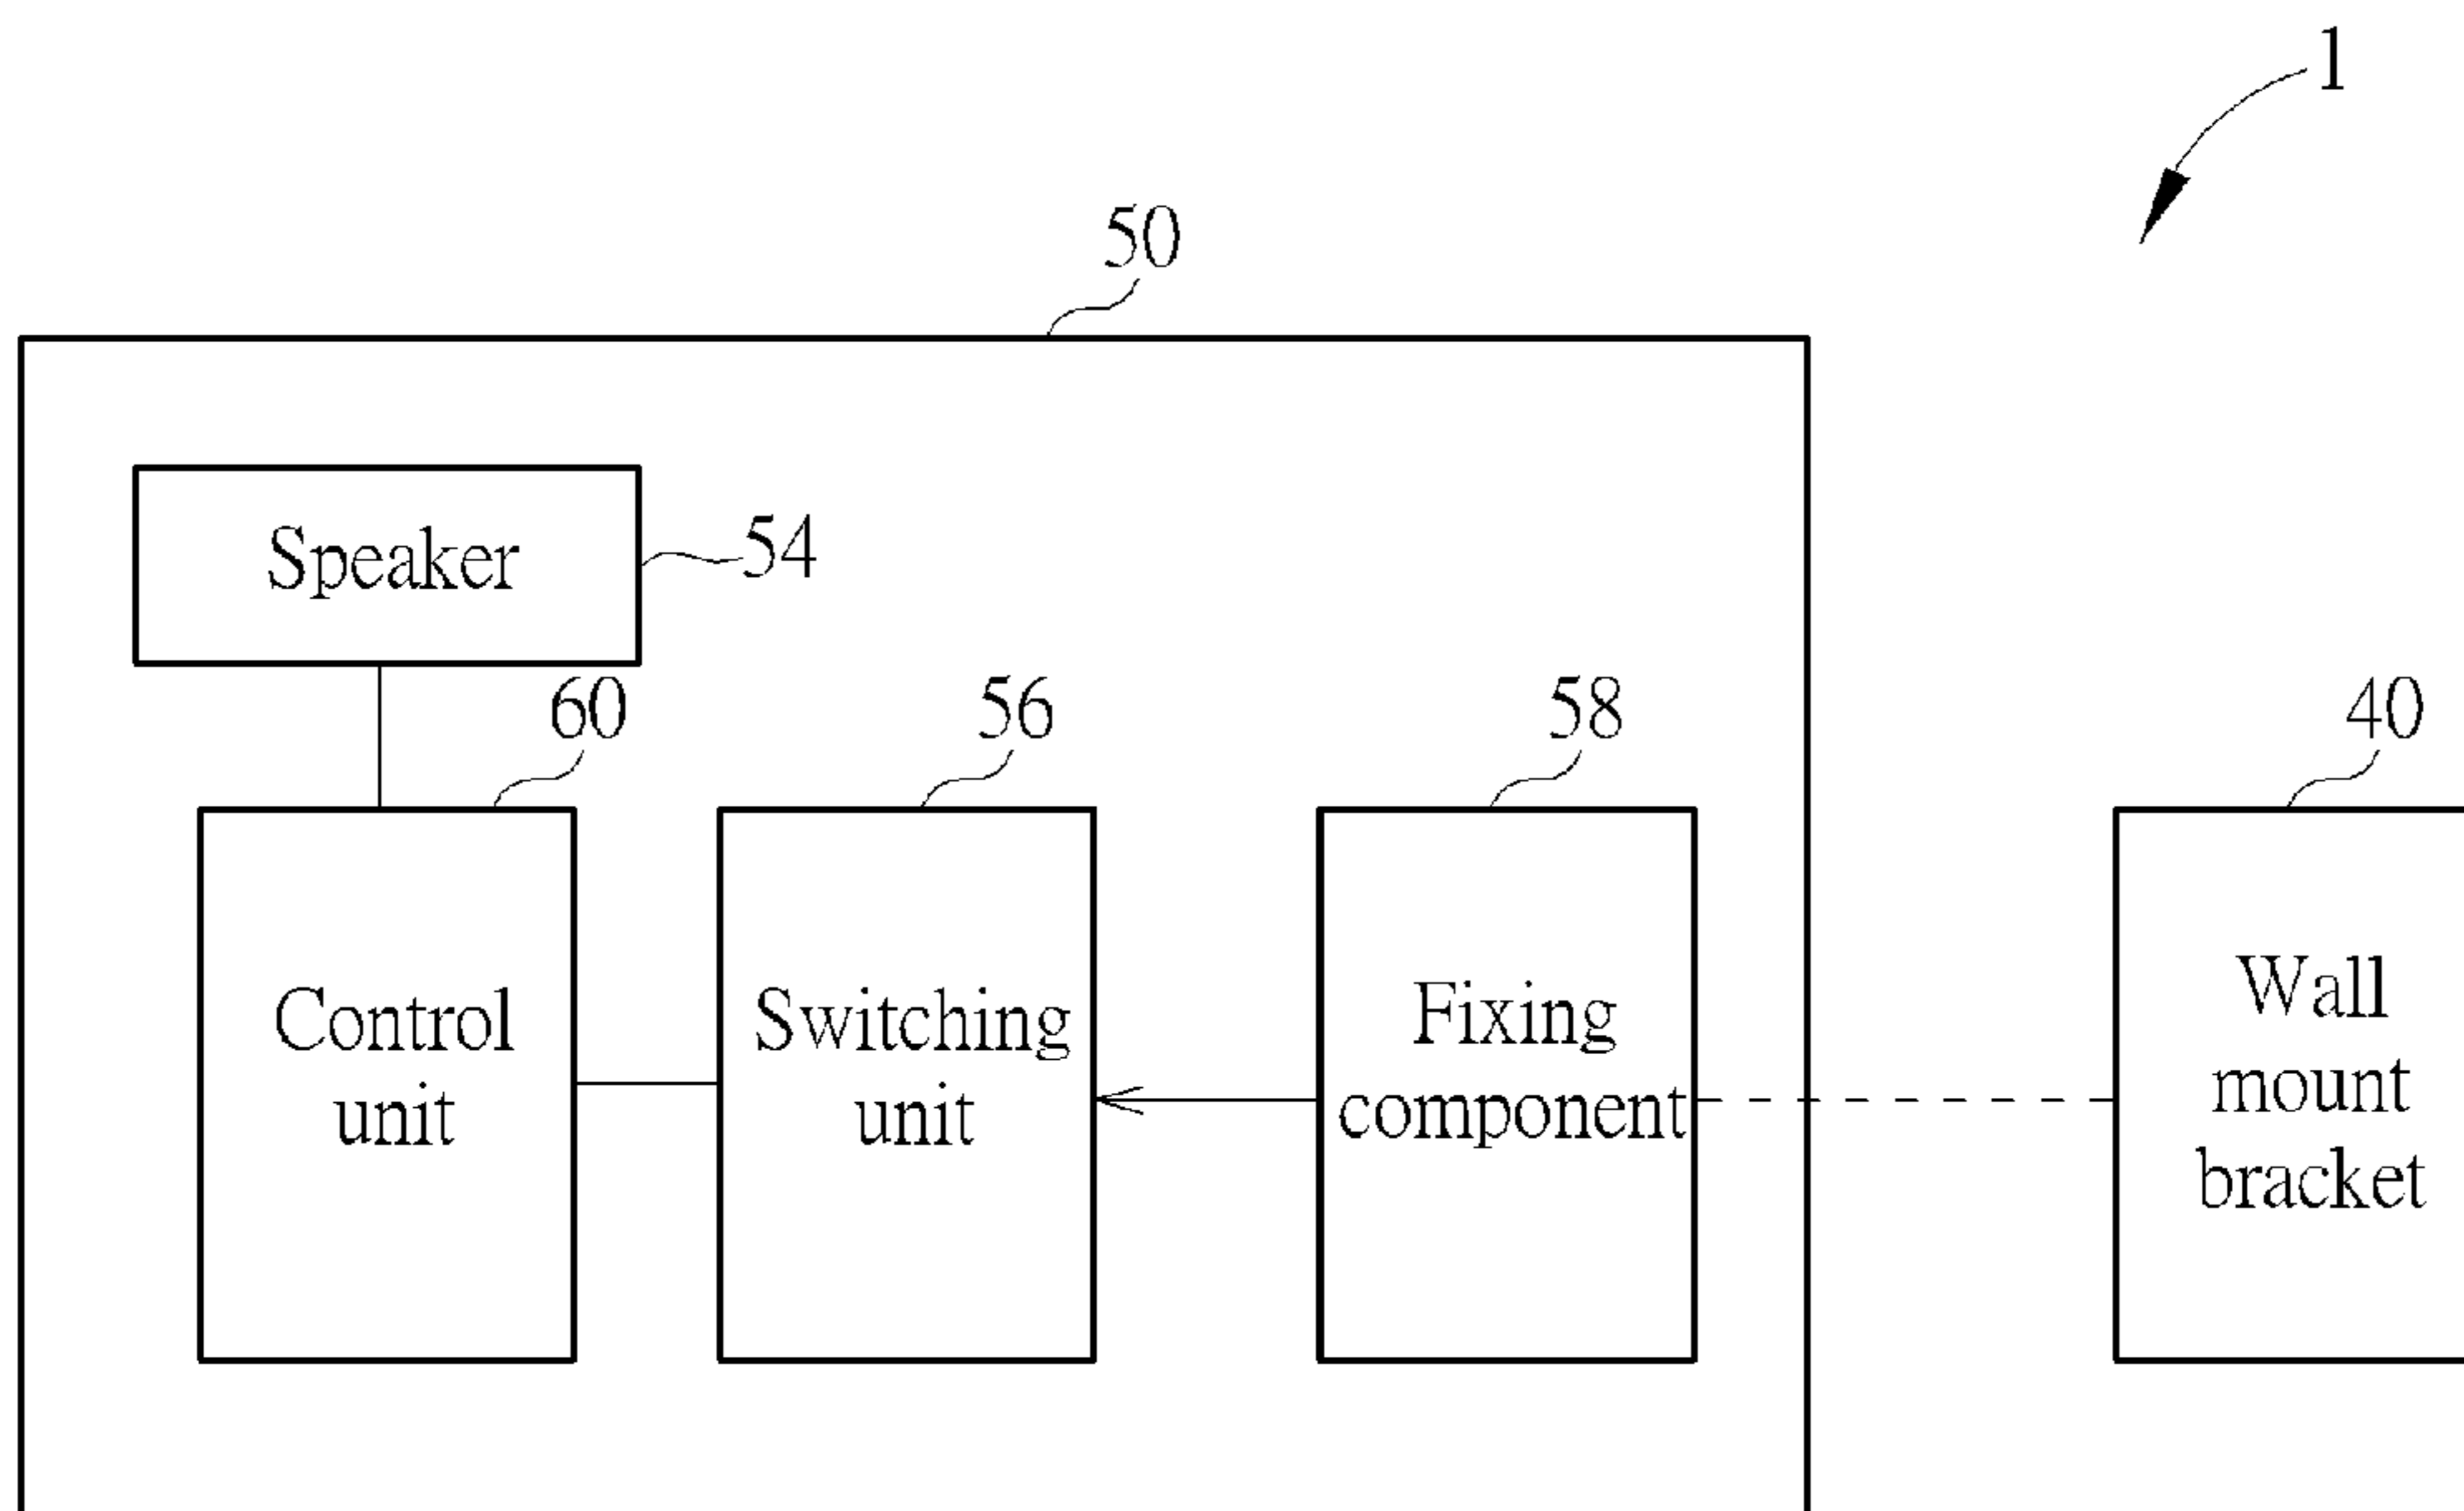 1
50
Speaker
54
60
56
58
40
Control
unit
Switching
unit
Fixing
component
Wall
mount
bracket